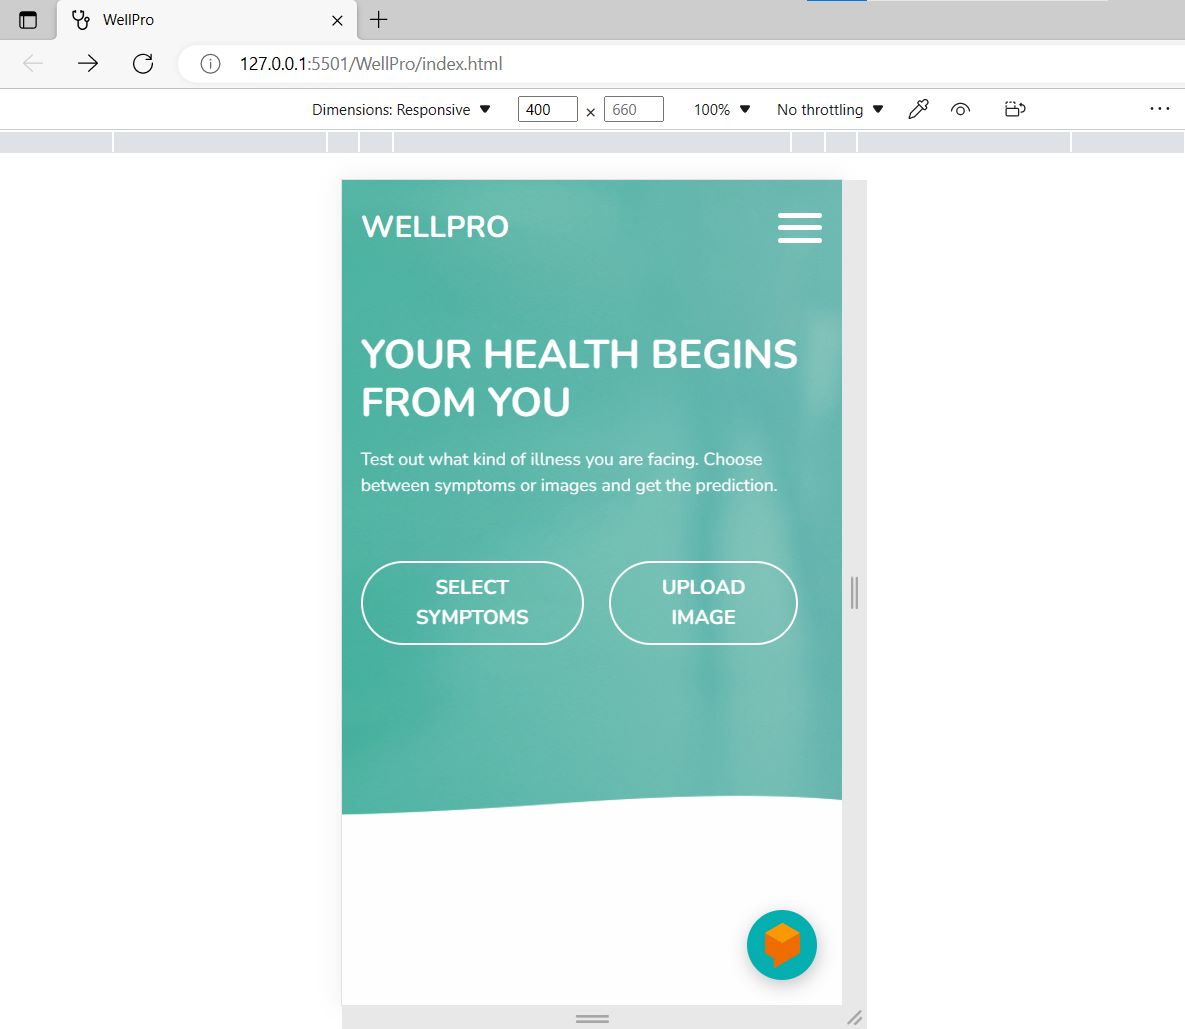 WellPro
127.0.0.1:5501/WellPro/index.html
Dimensions: Responsive 400 x 660 100% No throttling
WELLPRO
YOUR HEALTH BEGINS
FROM YOU
Test out what kind of illness you are facing. Choose
between symptoms or images and get the prediction.
SELECT
SYMPTOMS
UPLOAD
IMAGE